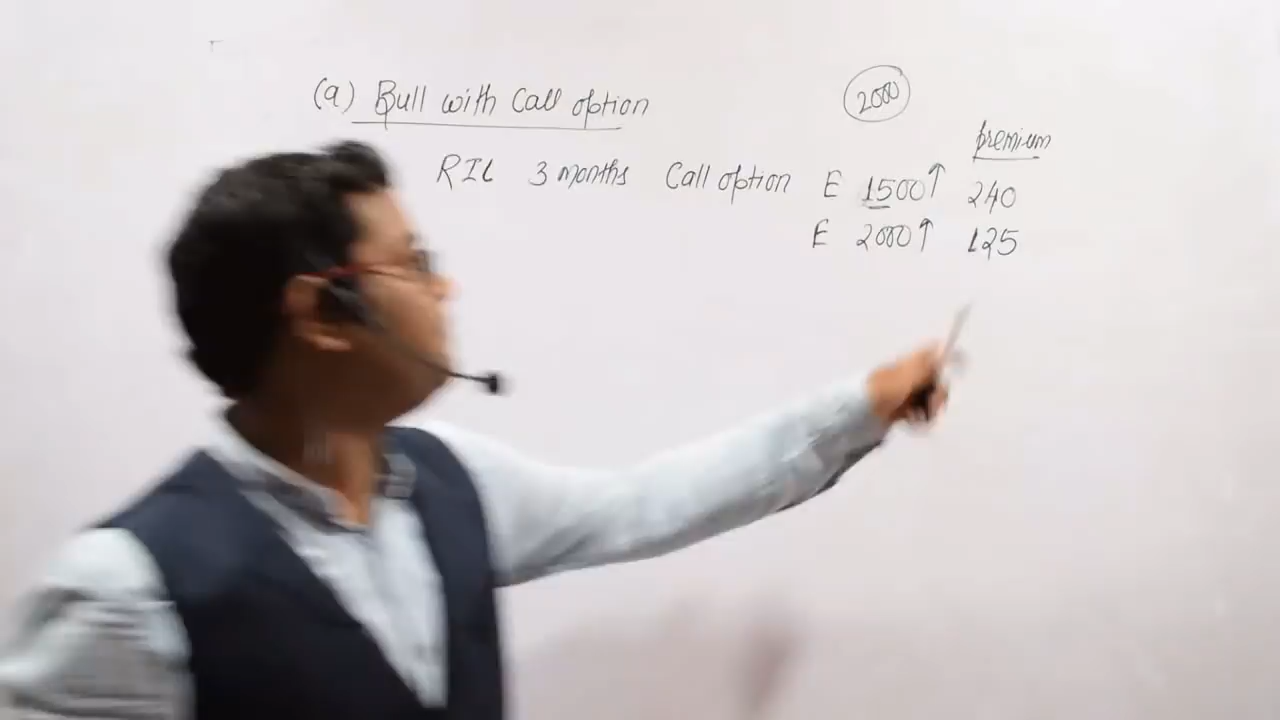 (a) Bull with Call option
2000
premium
RIL 3 months Call option E 1500↑ 240
E 2000↑ 125